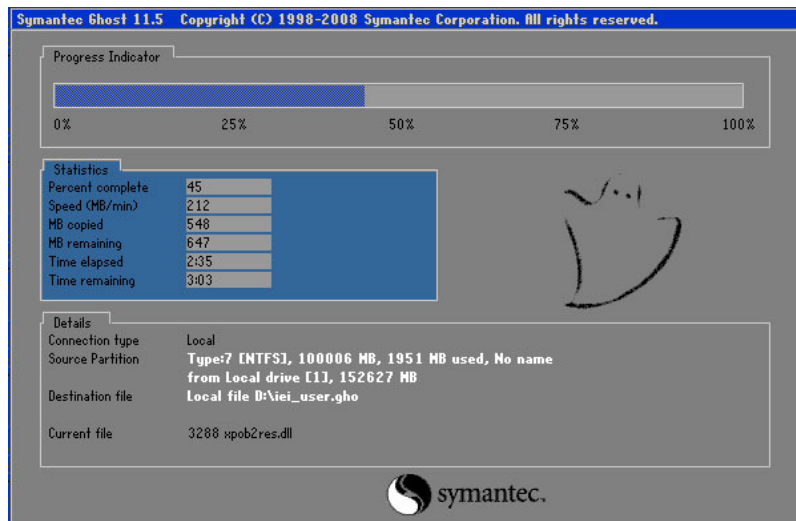 Symantec Ghost 11.5 Copyright (C) 1998-2008 Symantec Corporation. All rights reserved.
Progress Indicator
0% 25% 50% 75% 100%
Statistics
Percent complete 45
Speed (MB/min) 212
MB copied 548
MB remaining 647
Time elapsed 2:35
Time remaining 3:03
Details
Connection type Local
Source Partition Type:7 [NTFS], 100006 MB, 1951 MB used, No name
from Local drive [1], 152627 MB
Destination file Local file D:\iei_user.gho
Current file 3288 xpob2res.dll
symantec.